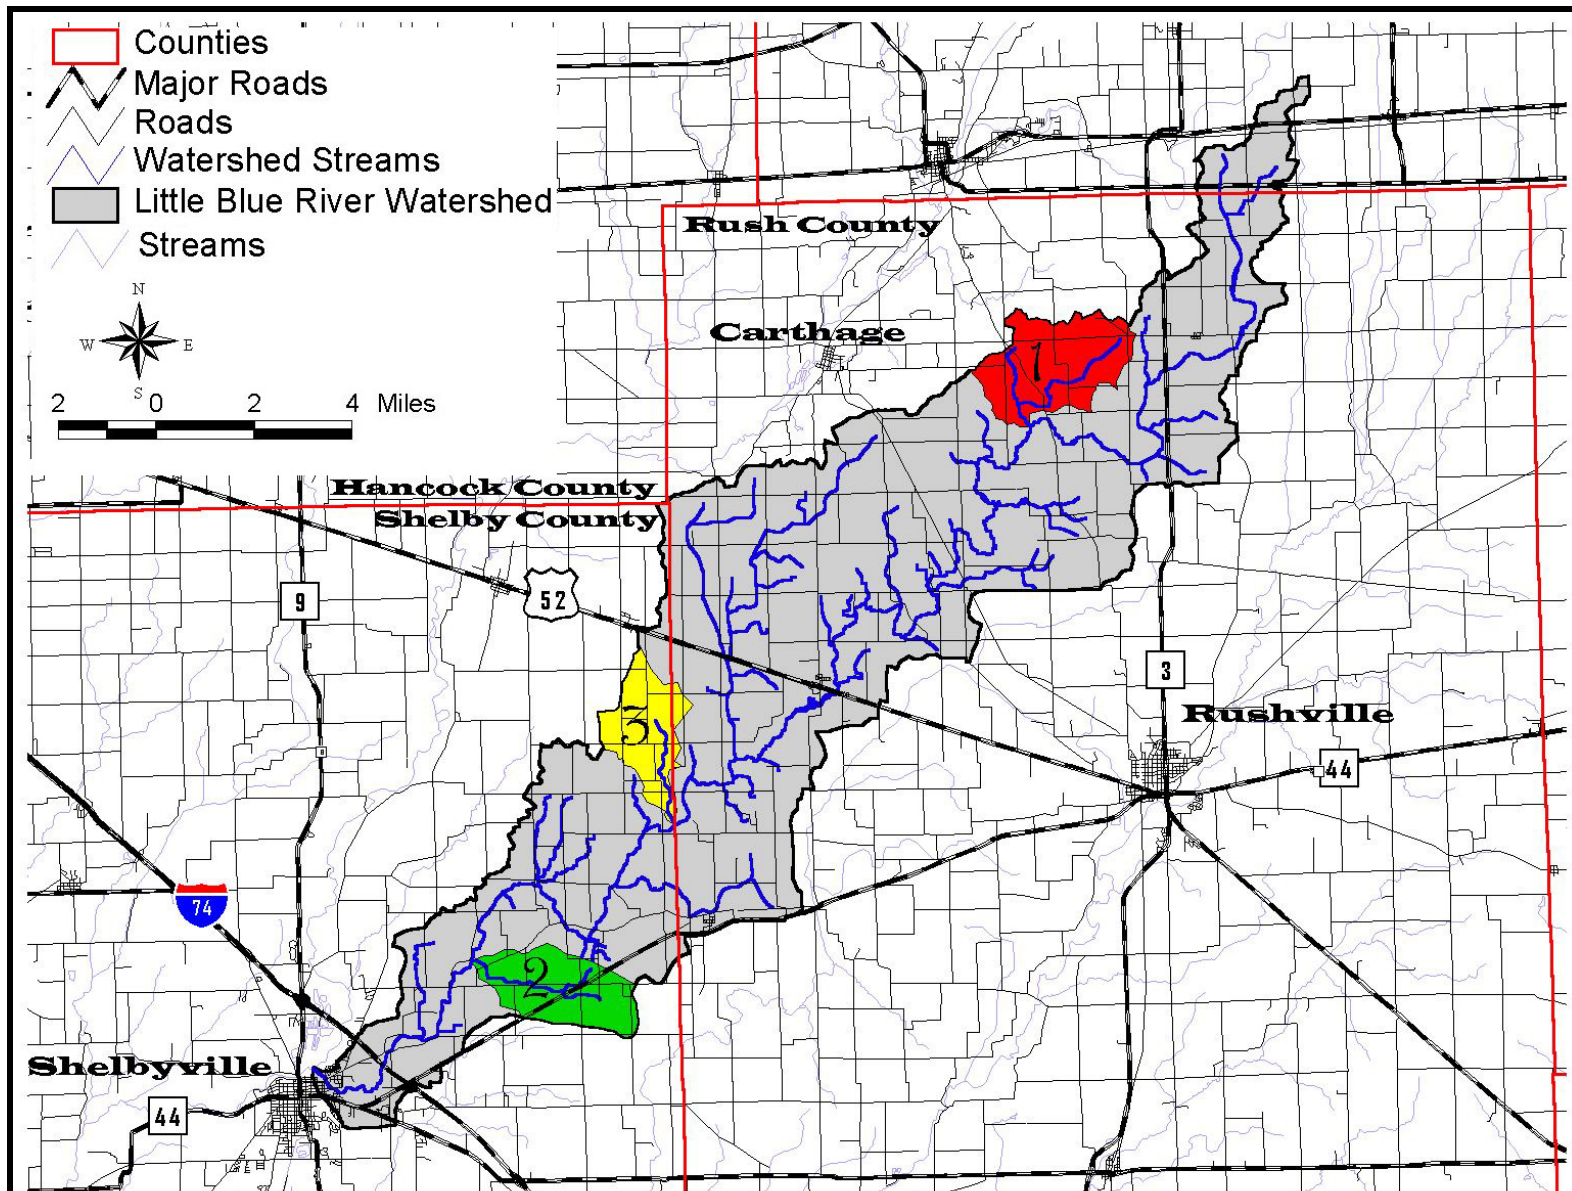 Counties
Major Roads
Roads
Watershed Streams
Little Blue River Watershed
Streams
N
W E
S
2 0 2 4 Miles
Rush County
Carthage
1
Hancock County
Shelby County
52
9
3
3
Rushville
44
74
2
Shelbyville
44